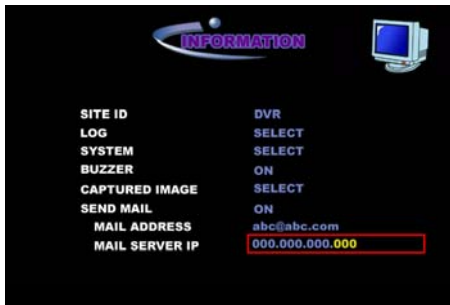 INFORMATION
SITE ID DVR
LOG SELECT
SYSTEM SELECT
BUZZER ON
CAPTURED IMAGE SELECT
SEND MAIL ON
MAIL ADDRESS abc@abc.com
MAIL SERVER IP 000.000.000.000